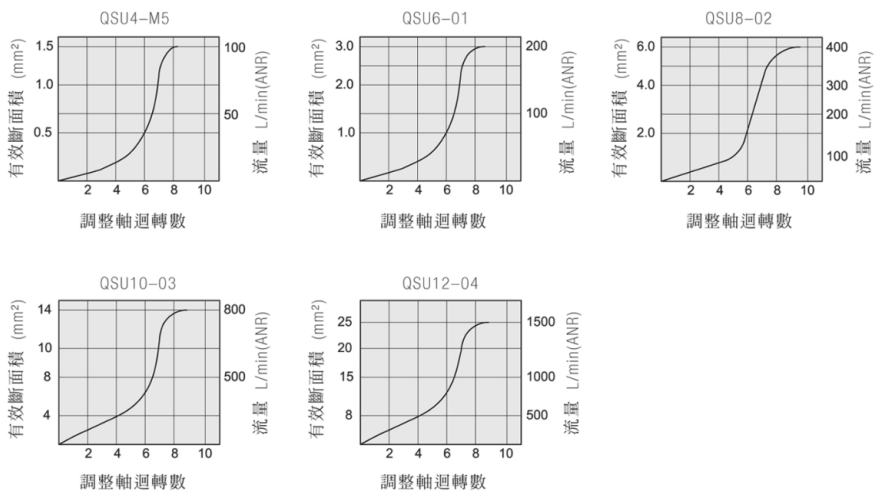 QSU4-M5
有效斷面積 (mm²)
1.5
1.0
0.5
100
50
流量 L/min(ANR)
2 4 6 8 10
調整軸迴轉數
QSU6-01
有效斷面積 (mm²)
3.0
2.0
1.0
200
100
流量 L/min(ANR)
2 4 6 8 10
調整軸迴轉數
QSU8-02
有效斷面積 (mm²)
6.0
4.0
2.0
400
300
200
100
流量 L/min(ANR)
2 4 6 8 10
調整軸迴轉數
QSU10-03
有效斷面積 (mm²)
14
10
8
4
800
500
流量 L/min(ANR)
2 4 6 8 10
調整軸迴轉數
QSU12-04
有效斷面積 (mm²)
25
20
15
8
1500
1000
500
流量 L/min(ANR)
2 4 6 8 10
調整軸迴轉數